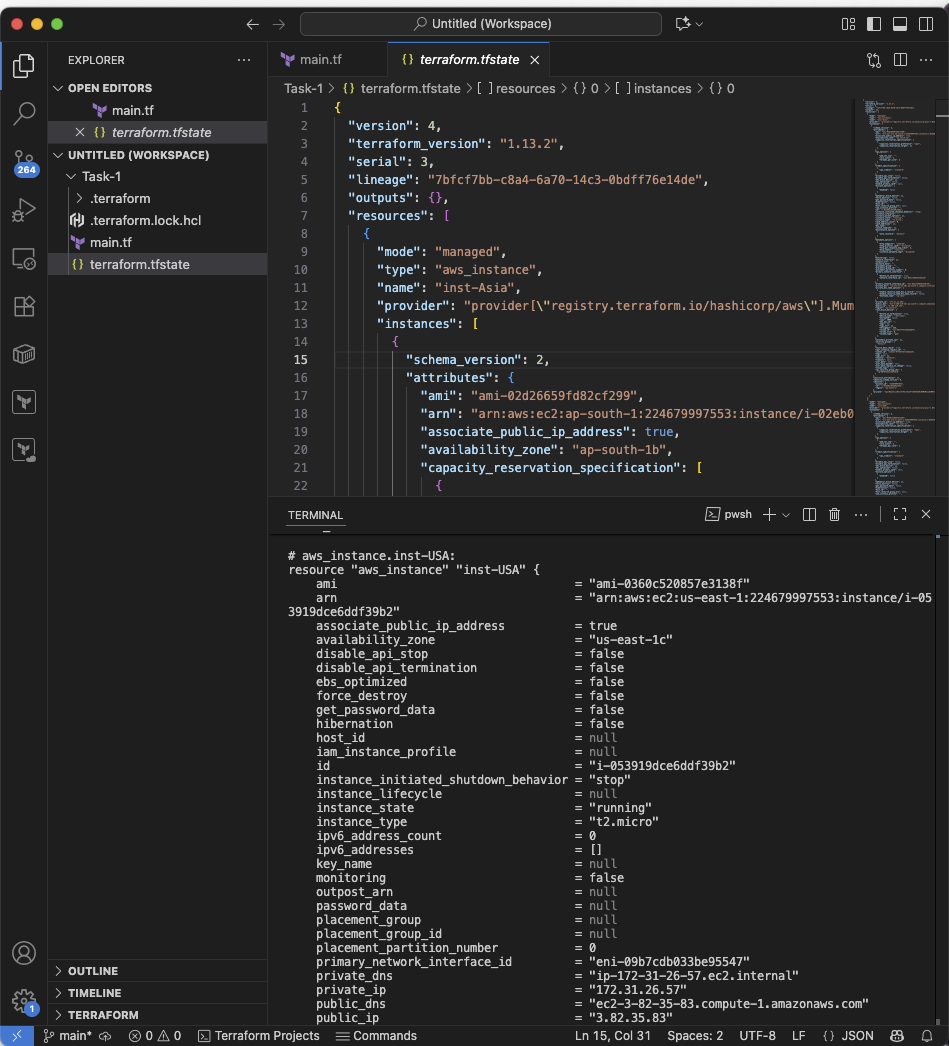 Untitled (Workspace)
EXPLORER
OPEN EDITORS
main.tf
{} terraform.tfstate
UNTITLED (WORKSPACE)
Task-1
.terraform
.terraform.lock.hcl
main.tf
{} terraform.tfstate
264
1
OUTLINE
TIMELINE
TERRAFORM
main.tf
{} terraform.tfstate
Task-1 > {} terraform.tfstate > [ ] resources > {} 0 > [ ] instances > {} 0
1 {
2 "version": 4,
3 "terraform_version": "1.13.2",
4 "serial": 3,
5 "lineage": "7bfcf7bb-c8a4-6a70-14c3-0bdff76e14de",
6 "outputs": {},
7 "resources": [
8 {
9 "mode": "managed",
10 "type": "aws_instance",
11 "name": "inst-Asia",
12 "provider": "provider[\"registry.terraform.io/hashicorp/aws\"].Mum
13 "instances": [
14 {
15 "schema_version": 2,
16 "attributes": {
17 "ami": "ami-02d26659fd82cf299",
18 "arn": "arn:aws:ec2:ap-south-1:224679997553:instance/i-02eb0
19 "associate_public_ip_address": true,
20 "availability_zone": "ap-south-1b",
21 "capacity_reservation_specification": [
22 {
TERMINAL
pwsh
# aws_instance.inst-USA:
resource "aws_instance" "inst-USA" {
ami = "ami-0360c520857e3138f"
arn = "arn:aws:ec2:us-east-1:224679997553:instance/i-05
3919dce6ddf39b2"
associate_public_ip_address = true
availability_zone = "us-east-1c"
disable_api_stop = false
disable_api_termination = false
ebs_optimized = false
force_destroy = false
get_password_data = false
hibernation = false
host_id = null
iam_instance_profile = null
id = "i-053919dce6ddf39b2"
instance_initiated_shutdown_behavior = "stop"
instance_lifecycle = null
instance_state = "running"
instance_type = "t2.micro"
ipv6_address_count = 0
ipv6_addresses = []
key_name = null
monitoring = false
outpost_arn = null
password_data = null
placement_group = null
placement_group_id = null
placement_partition_number = 0
primary_network_interface_id = "eni-09b7cdb033be95547"
private_dns = "ip-172-31-26-57.ec2.internal"
private_ip = "172.31.26.57"
public_dns = "ec2-3-82-35-83.compute-1.amazonaws.com"
public_ip = "3.82.35.83"
main* 0 0 Terraform Projects Commands Ln 15, Col 31 Spaces: 2 UTF-8 LF {} JSON